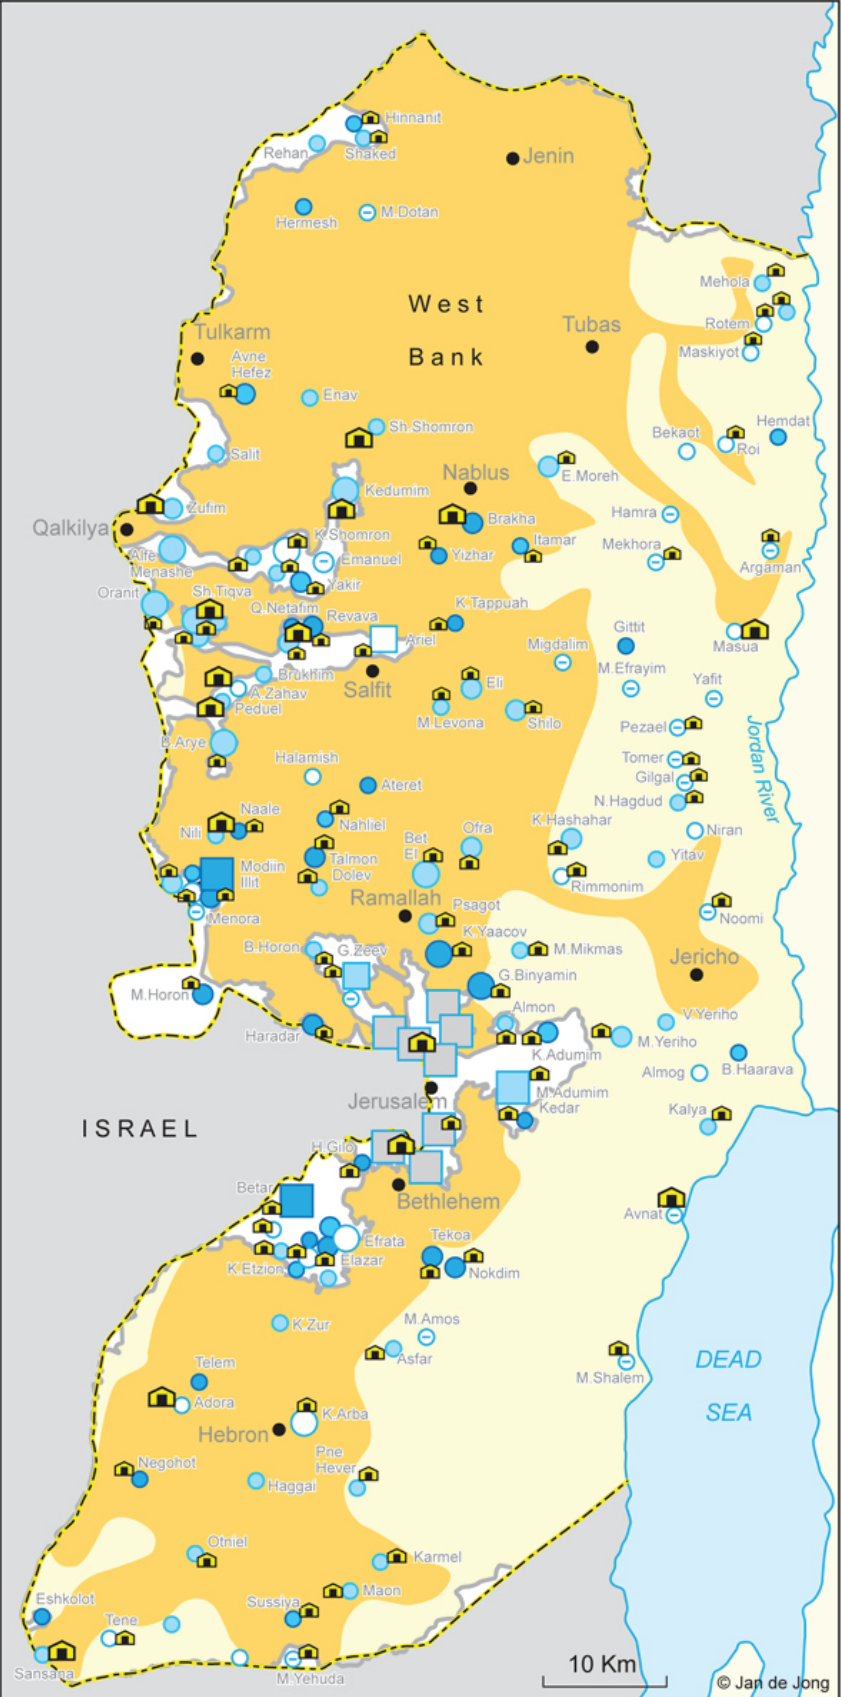 Hinnanit
Rehan
Shaked
Jenin
Hermesh
M.Dotan
Mehola
West
Rotem
Tulkarm
Tubas
Maskiyot
Bank
Avne
Hefez
Enav
Sh.Shomron
Bekaot
Hemdat
Roi
Salit
Nablus
E.Moreh
Kedumim
Zufim
Hamra
Qalkilya
Brakha
K.Shomron
Itamar
Mekhora
Alfe
Menashe
Emanuel
Yizhar
Argaman
Oranit
Sh.Tiqva
Yakir
Q.Netafim
Revava
K.Tappuah
Gittit
Ariel
Migdalim
Masua
M.Efrayim
Brukhim
Salfit
Eli
Yafit
A.Zahav
Peduel
M.Levona
Shilo
Pezael
Jordan River
B.Arye
Halamish
Tomer
Gilgal
Ateret
N.Hagdud
Naale
Nili
Nahliel
K.Hashahar
Niran
Ofra
Bet
El
Talmon
Dolev
Yitav
Modiin
Illit
Rimmonim
Ramallah
Psagot
Noomi
Menora
K.Yaacov
B.Horon
G.Zeev
M.Mikmas
Jericho
G.Binyamin
M.Horon
Almon
V.Yeriho
Haradar
K.Adumim
M.Yeriho
B.Haarava
Almog
M.Adumim
Kedar
Jerusalem
Kalya
ISRAEL
H.Gilo
Betar
Bethlehem
Avnat
Efrata
Tekoa
Elazar
K.Etzion
Nokdim
K.Zur
M.Amos
Asfar
DEAD
SEA
M.Shalem
Telem
Adora
K.Arba
Hebron
Pne
Hever
Negohot
Haggai
Otniel
Karmel
Eshkolot
Sussiya
Maon
Tene
Sansana
M.Yehuda
10 Km
© Jan de Jong